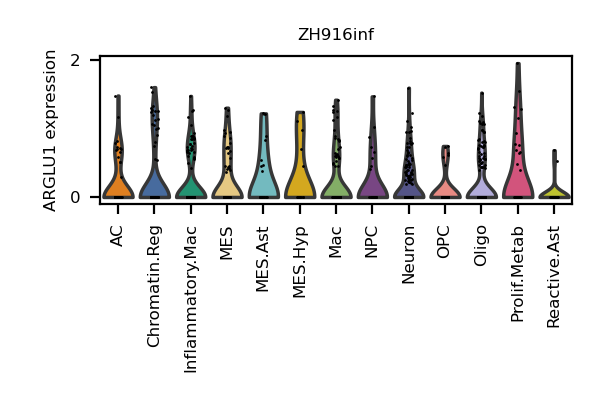 ZH916inf
ARGLU1 expression
2
0
AC
Chromatin.Reg
Inflammatory.Mac
MES
MES.Ast
MES.Hyp
Mac
NPC
Neuron
OPC
Oligo
Prolif.Metab
Reactive.Ast